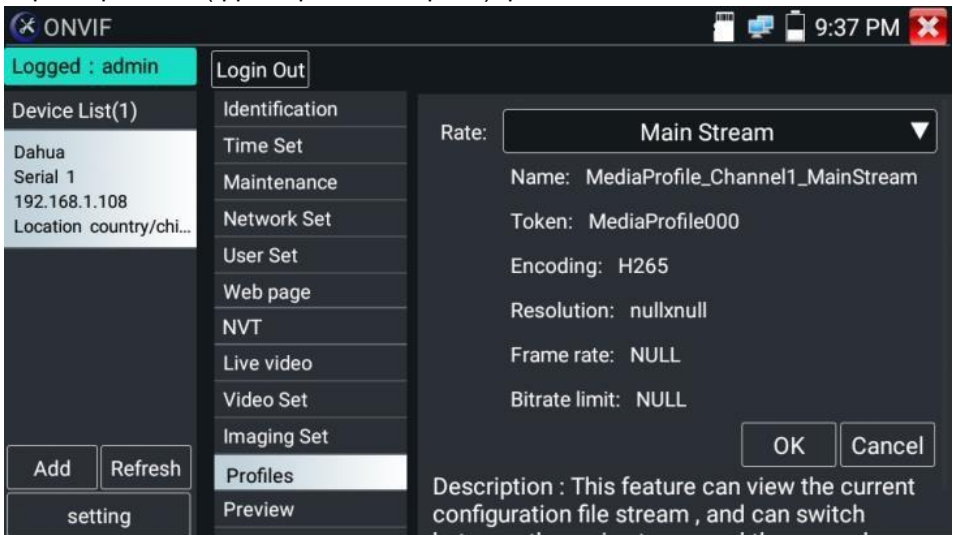 ONVIF
9:37 PM
Logged : admin
Login Out
Device List(1)
Dahua
Serial 1
192.168.1.108
Location country/chi...
Add
Refresh
setting
Identification
Time Set
Maintenance
Network Set
User Set
Web page
NVT
Live video
Video Set
Imaging Set
Profiles
Preview
Rate: Main Stream
Name: MediaProfile_Channel1_MainStream
Token: MediaProfile000
Encoding: H265
Resolution: nullxnull
Frame rate: NULL
Bitrate limit: NULL
OK
Cancel
Description : This feature can view the current
configuration file stream , and can switch